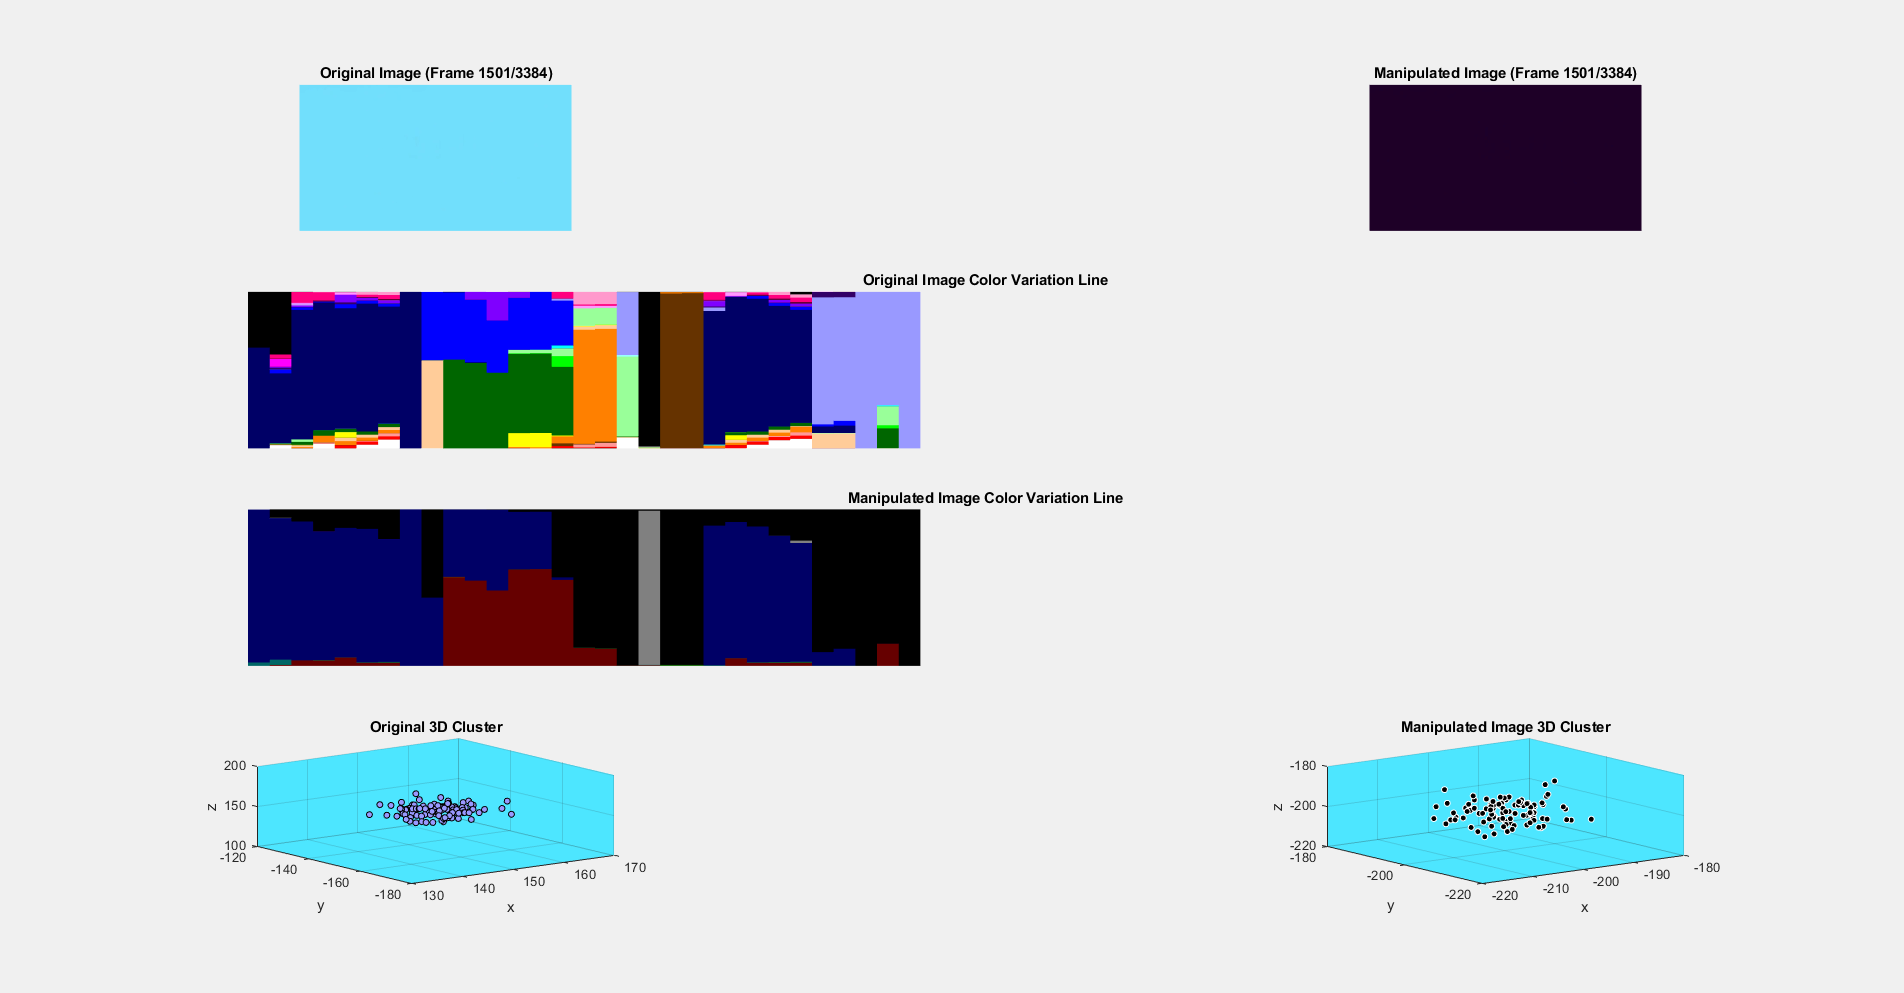 Original Image (Frame 1501/3384)
Manipulated Image (Frame 1501/3384)
Original Image Color Variation Line
Manipulated Image Color Variation Line
Original 3D Cluster
200
150
100
z
-120
-140
-160
-180
y
130
140
150
160
170
x
Manipulated Image 3D Cluster
-180
-200
-220
z
-180
-200
-220
y
-220
-210
-200
-190
-180
x